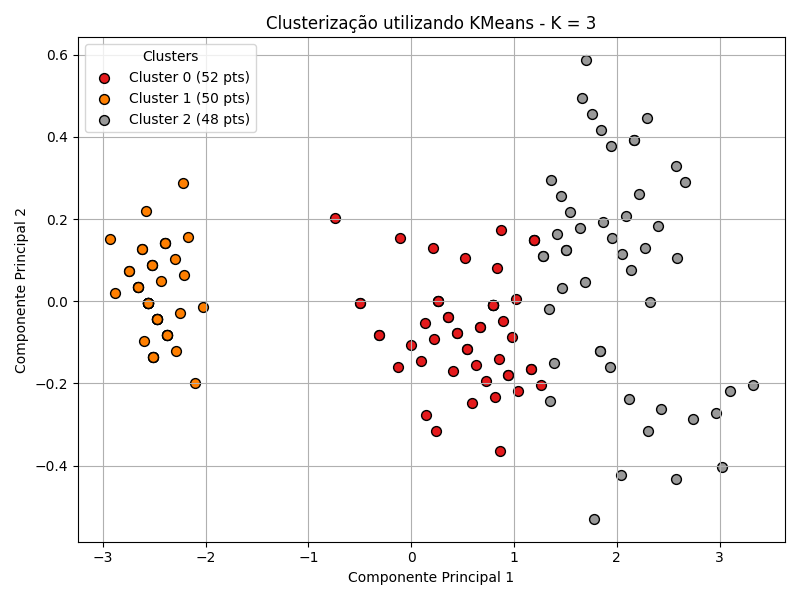 Clusterização utilizando KMeans - K = 3
Clusters
Cluster 0 (52 pts)
Cluster 1 (50 pts)
Cluster 2 (48 pts)
Componente Principal 2
0.6
0.4
0.2
0.0
−0.2
−0.4
−3
−2
−1
0
1
2
3
Componente Principal 1